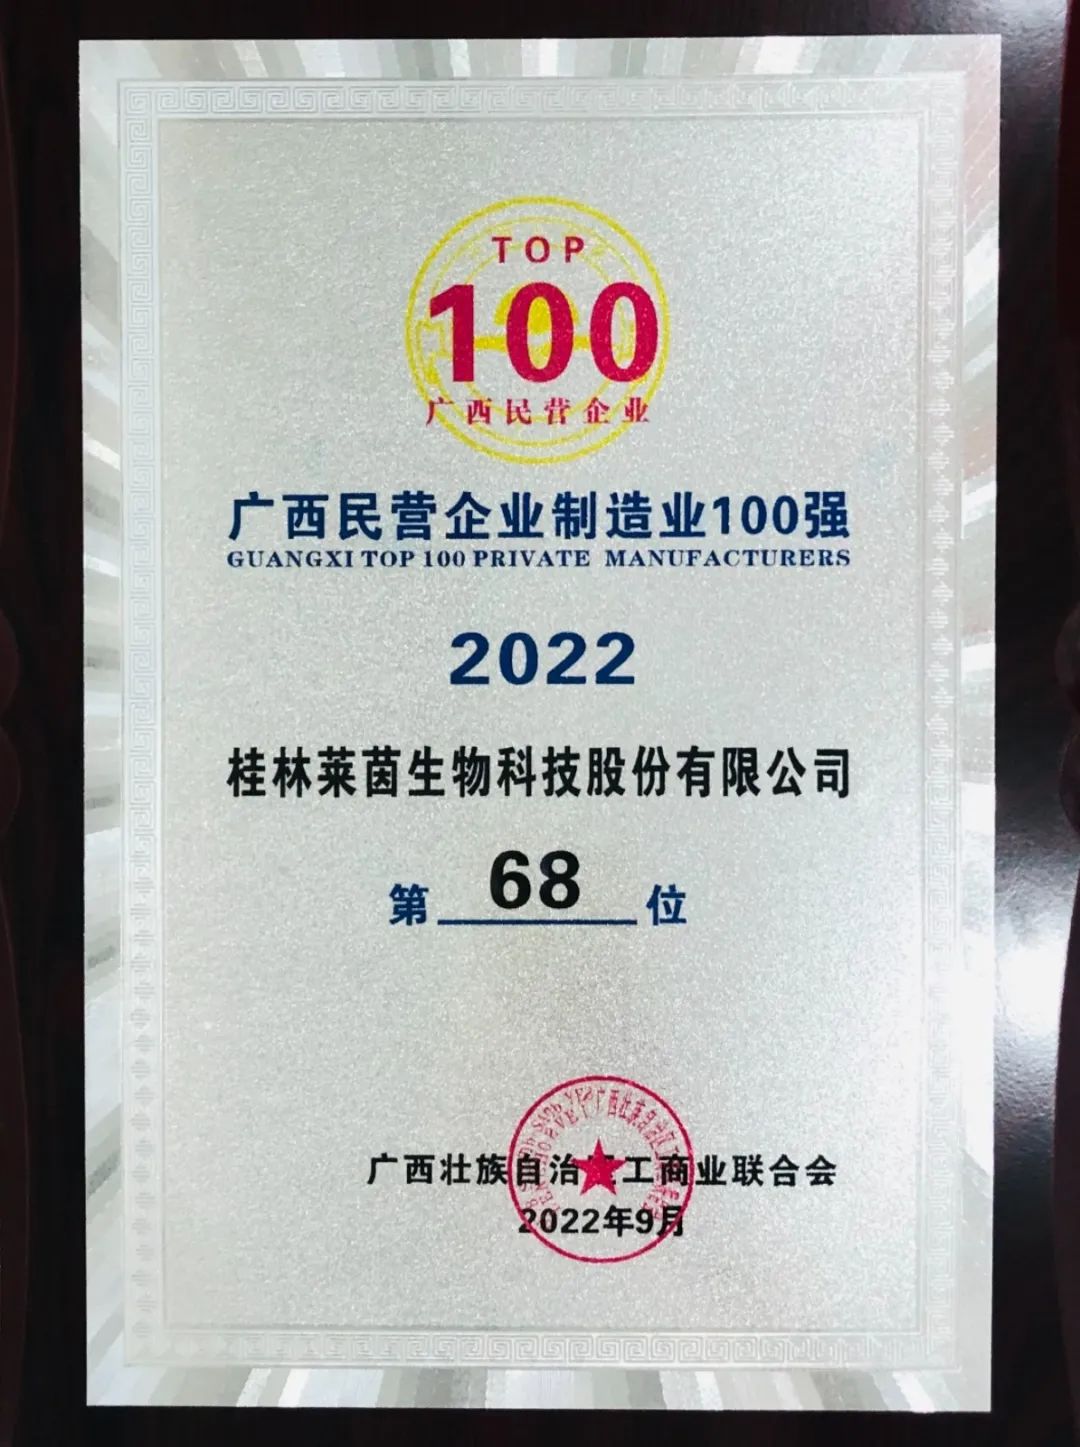 TOP
100
广西民营企业
广西民营企业制造业100强
GUANGXI TOP 100 PRIVATE MANUFACTURERS
2022
桂林莱茵生物科技股份有限公司
第 68 位
广西壮族自治区工商业联合会
2022年9月